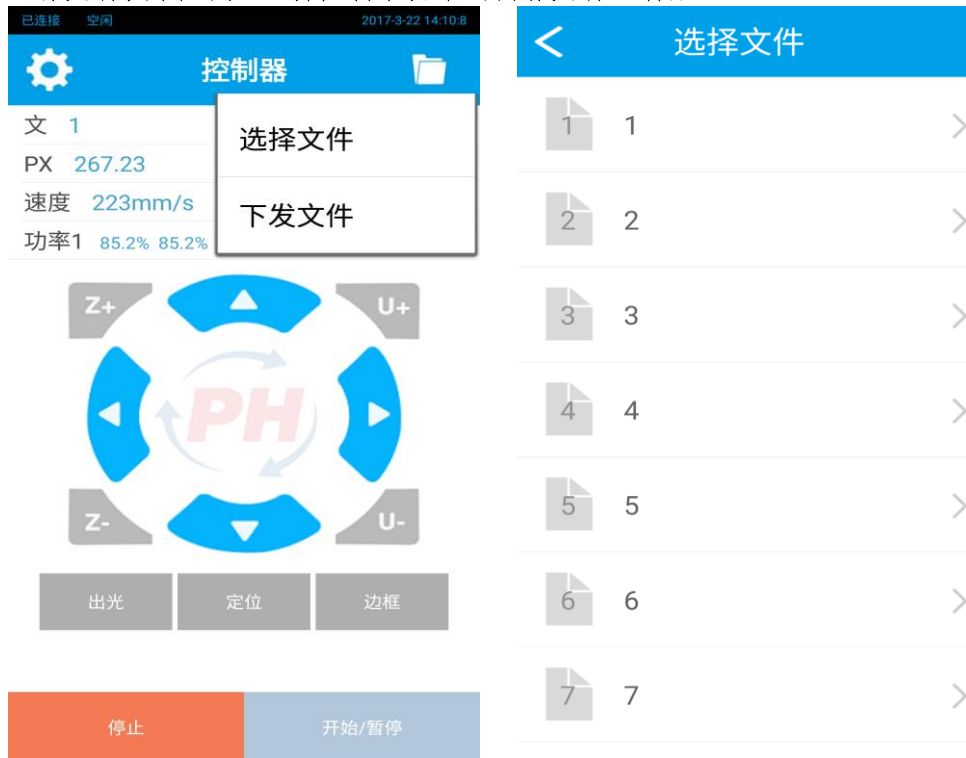 已连接 空闲 2017-3-22 14:10:8
控制器
文 1
PX 267.23
速度 223mm/s
功率1 85.2% 85.2%
选择文件
下发文件
Z+ U+
PH
Z- U-
出光 定位 边框
停止 开始/暂停
选择文件
1 1
2 2
3 3
4 4
5 5
6 6
7 7